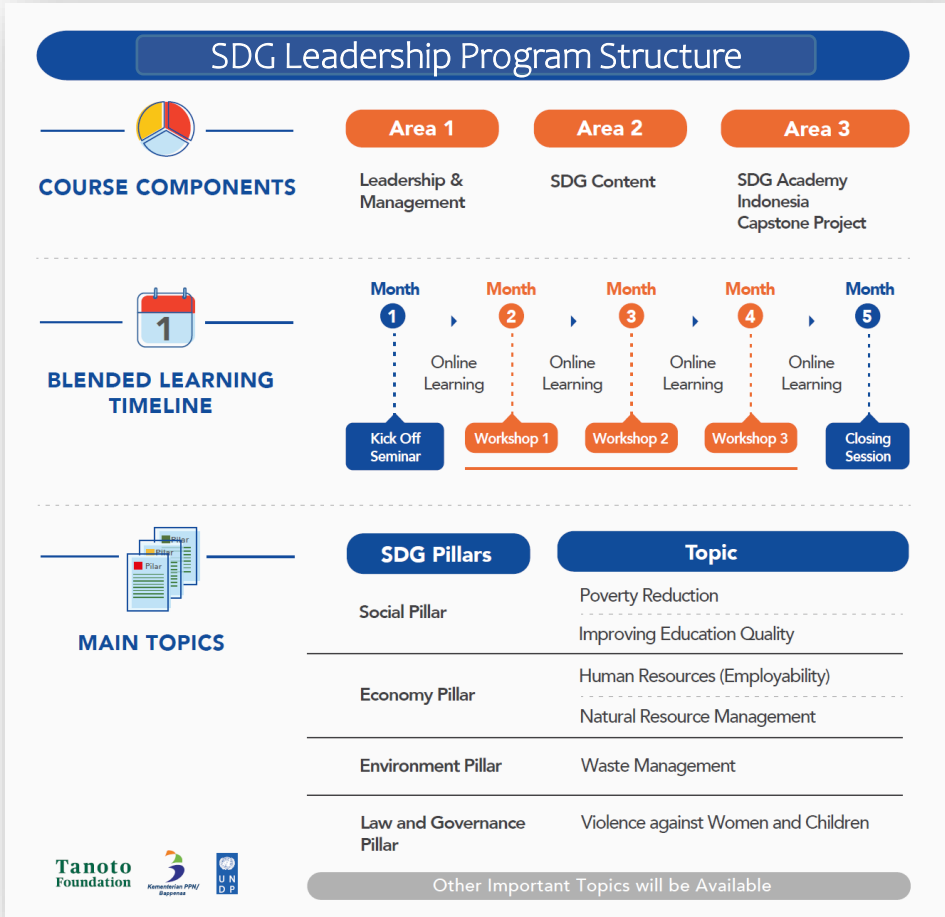 SDG Leadership Program Structure
COURSE COMPONENTS
Area 1
Area 2
Area 3
Leadership &
Management
SDG Content
SDG Academy
Indonesia
Capstone Project
1
BLENDED LEARNING
TIMELINE
Month
Month
Month
Month
Month
1
2
3
4
5
Online
Learning
Online
Learning
Online
Learning
Online
Learning
Kick Off
Seminar
Workshop 1
Workshop 2
Workshop 3
Closing
Session
Pilar
Pilar
Pilar
MAIN TOPICS
SDG Pillars
Topic
Social Pillar
Poverty Reduction
Improving Education Quality
Economy Pillar
Human Resources (Employability)
Natural Resource Management
Environment Pillar
Waste Management
Law and Governance
Pillar
Violence against Women and Children
Other Important Topics will be Available
Tanoto
Foundation
Kementerian PPN/
Bappenas
U N
D P